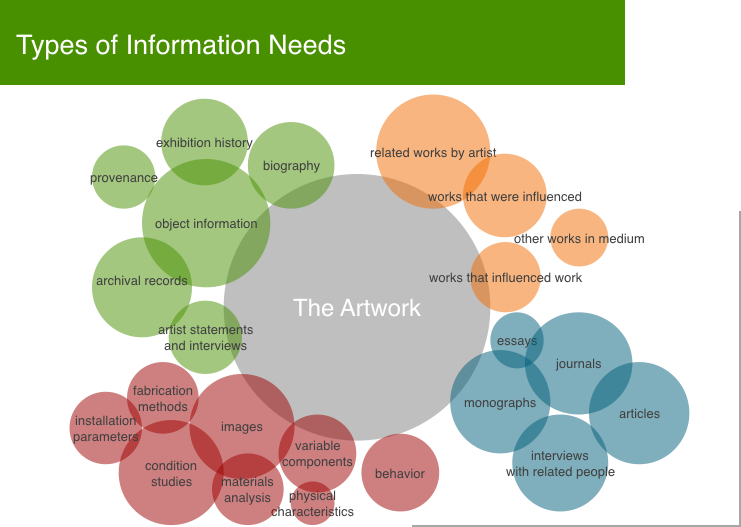 Types of Information Needs
exhibition history
provenance
biography
object information
archival records
artist statements
and interviews
related works by artist
works that were influenced
other works in medium
works that influenced work
The Artwork
essays
journals
monographs
articles
interviews
with related people
fabrication
methods
installation
parameters
images
condition
studies
materials
analysis
variable
components
physical
characteristics
behavior